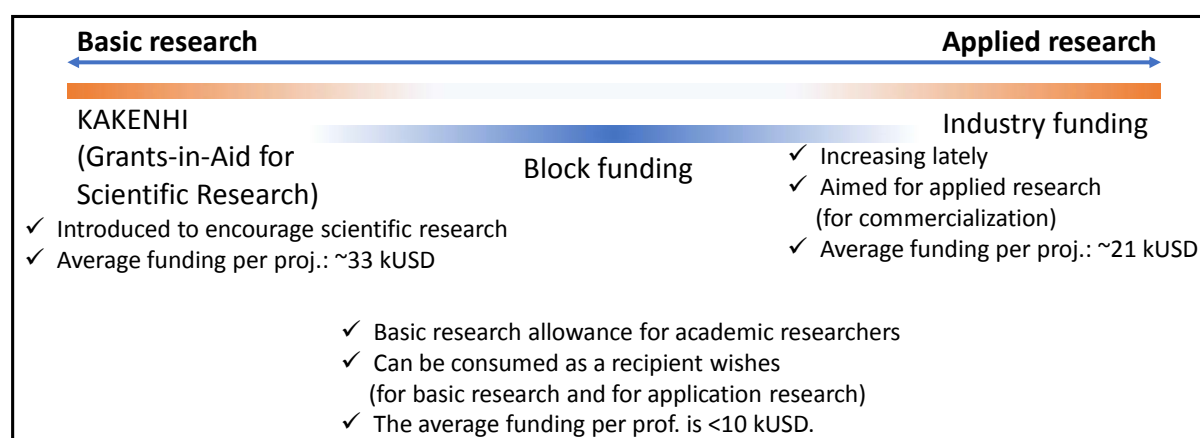 Basic research
Applied research
KAKENHI
(Grants-in-Aid for
Scientific Research)
✓ Introduced to encourage scientific research
✓ Average funding per proj.: ~33 kUSD
Block funding
Industry funding
✓ Increasing lately
✓ Aimed for applied research
(for commercialization)
✓ Average funding per proj.: ~21 kUSD
✓ Basic research allowance for academic researchers
✓ Can be consumed as a recipient wishes
(for basic research and for application research)
✓ The average funding per prof. is <10 kUSD.